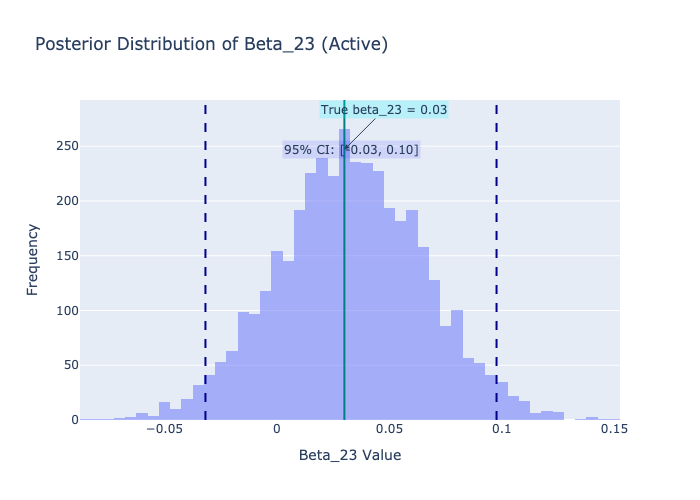 Posterior Distribution of Beta_23 (Active)
True beta_23 = 0.03
95% CI: [−0.03, 0.10]
Frequency
250
200
150
100
50
0
−0.05
0
0.05
0.1
0.15
Beta_23 Value